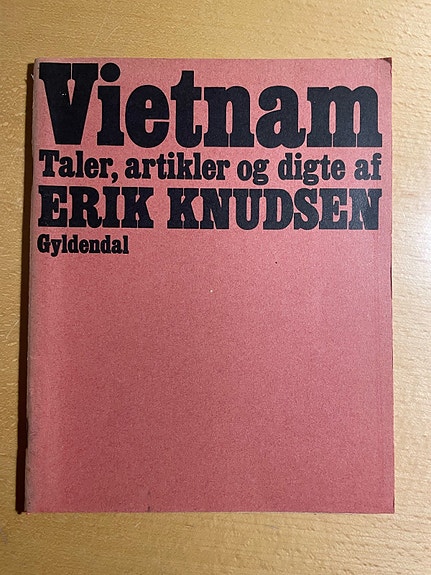 Vietnam
Taler, artikler og digte af
ERIK KNUDSEN
Gyldendal